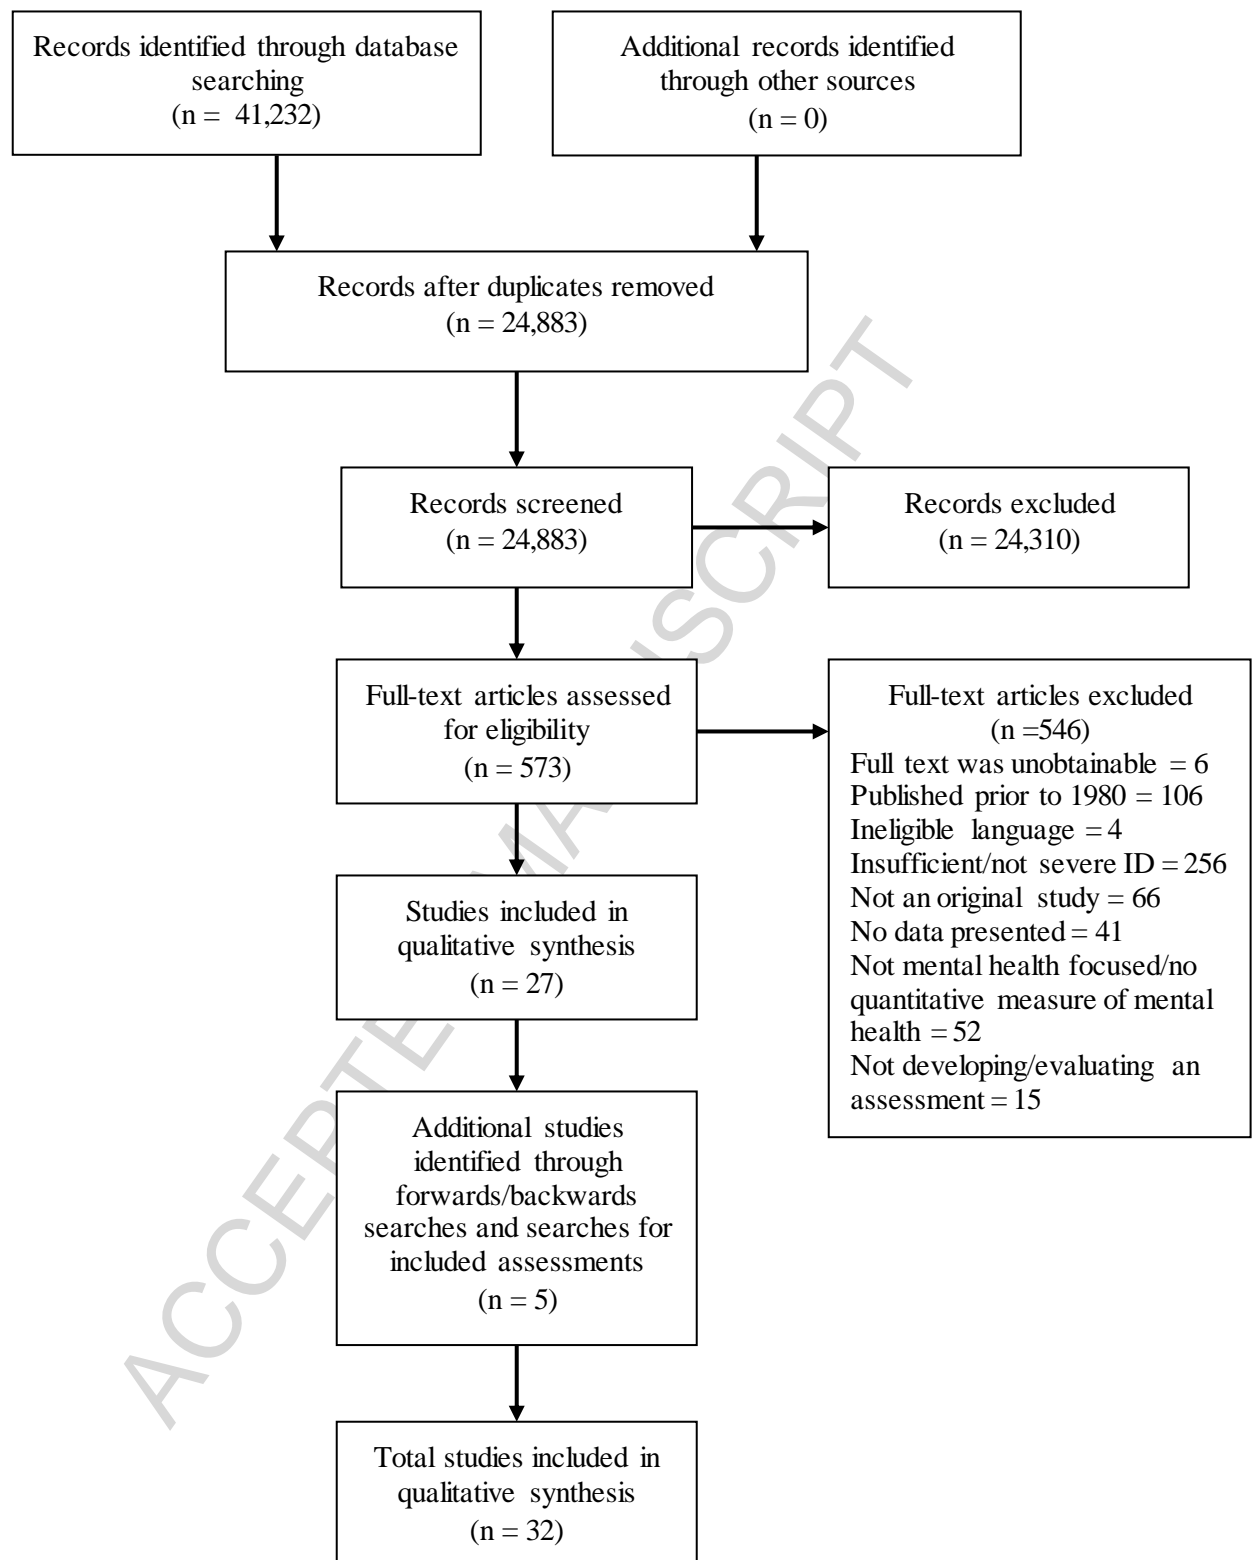 Records identified through database
searching
(n = 41,232)
Additional records identified
through other sources
(n = 0)
Records after duplicates removed
(n = 24,883)
Records screened
(n = 24,883)
Records excluded
(n = 24,310)
Full-text articles assessed
for eligibility
(n = 573)
Full-text articles excluded
(n =546)
Full text was unobtainable = 6
Published prior to 1980 = 106
Ineligible language = 4
Insufficient/not severe ID = 256
Not an original study = 66
No data presented = 41
Not mental health focused/no
quantitative measure of mental
health = 52
Not developing/evaluating an
assessment = 15
Studies included in
qualitative synthesis
(n = 27)
Additional studies
identified through
forwards/backwards
searches and searches for
included assessments
(n = 5)
Total studies included in
qualitative synthesis
(n = 32)
ACCEPTED MANUSCRIPT